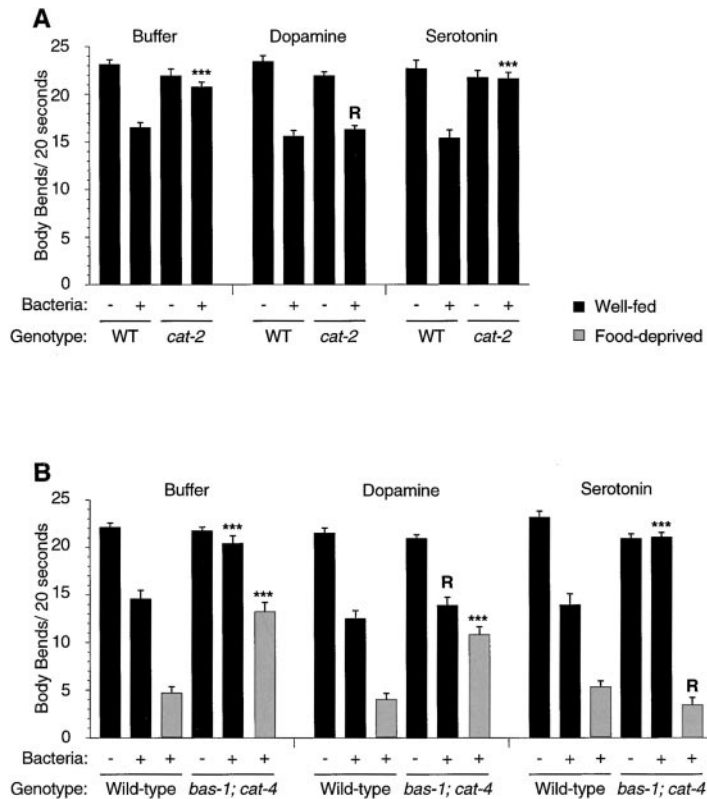 A
Buffer Dopamine Serotonin
25
20
15
10
5
0
Body Bends/ 20 seconds
*** R ***
Bacteria: - + - + - + - + - + - +
Genotype: WT cat-2 WT cat-2 WT cat-2
Well-fed
Food-deprived
B
Buffer Dopamine Serotonin
25
20
15
10
5
0
Body Bends/ 20 seconds
*** *** R *** *** R
Bacteria: - + + - + + - + + - + + - + + - + +
Genotype: Wild-type bas-1; cat-4 Wild-type bas-1; cat-4 Wild-type bas-1; cat-4